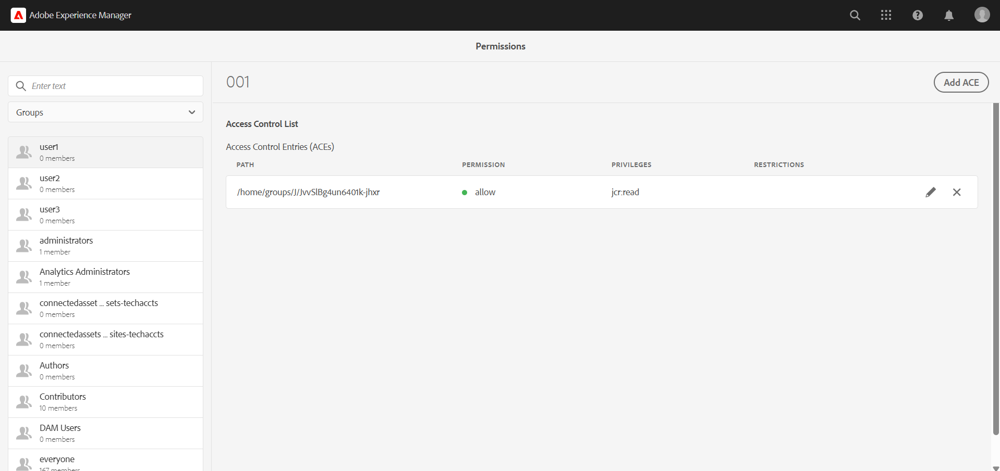 Adobe Experience Manager
Permissions
Enter text
Groups
user1
0 members
user2
0 members
user3
0 members
administrators
1 member
Analytics Administrators
1 member
connectedasset ... sets-techaccts
0 members
connectedassets ... sites-techaccts
0 members
Authors
0 members
Contributors
10 members
DAM Users
0 members
everyone
167 members
001
Add ACE
Access Control List
Access Control Entries (ACEs)
PATH PERMISSION PRIVILEGES RESTRICTIONS
/home/groups/J/JvvSlBg4un6401k-jhxr allow jcr:read